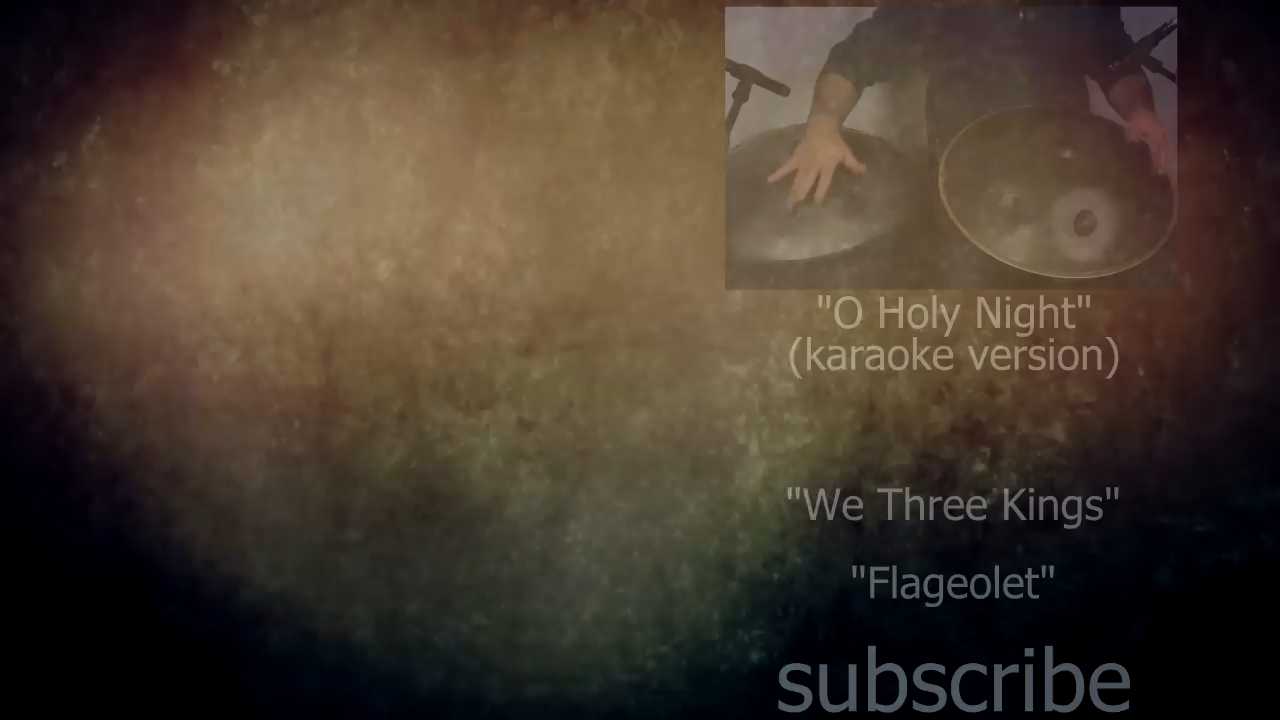 "O Holy Night"
(karaoke version)
"We Three Kings"
"Flageolet"
subscribe